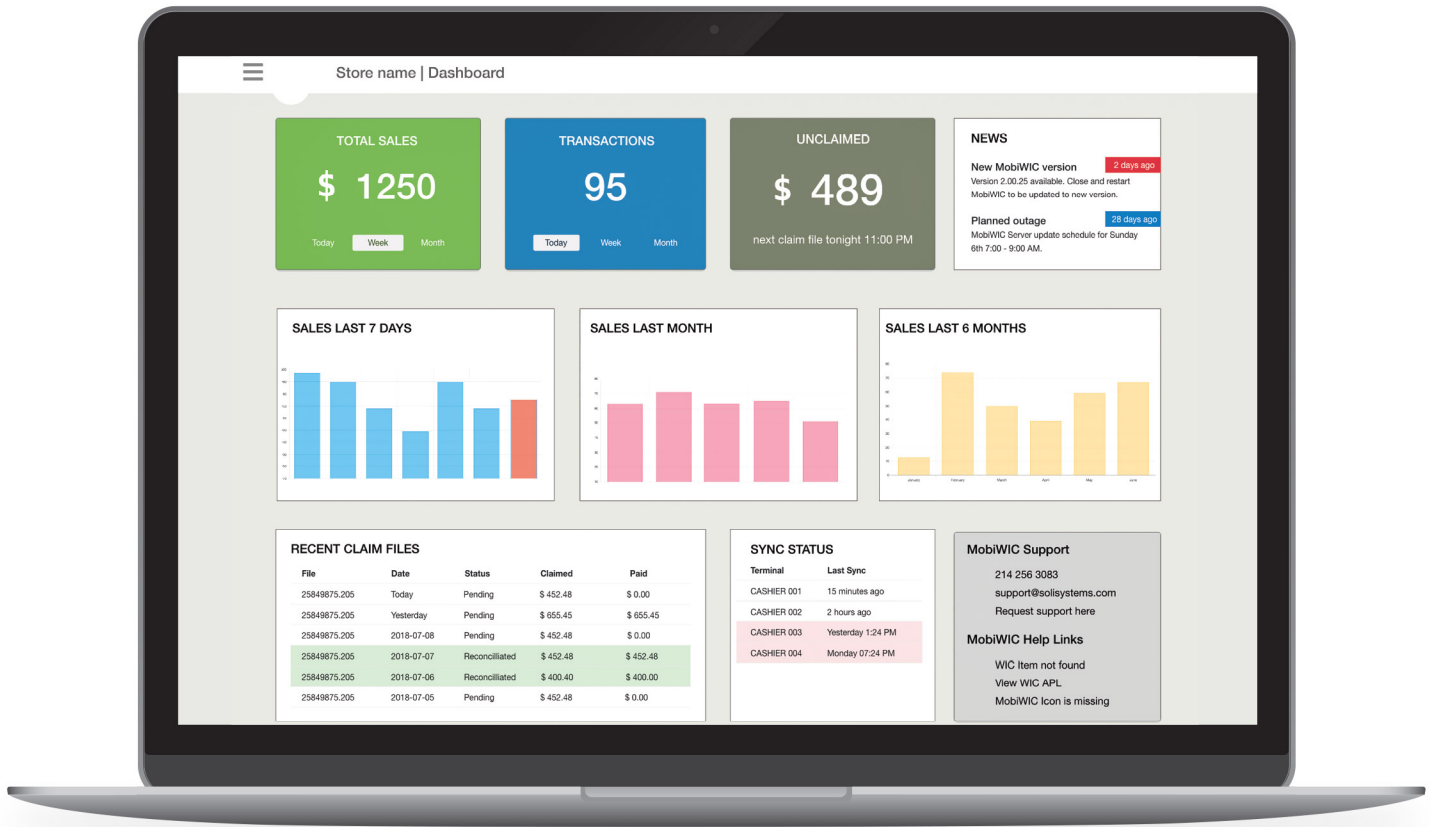 Store name | Dashboard
TOTAL SALES
$ 1250
Today Week Month
TRANSACTIONS
95
Today Week Month
UNCLAIMED
$ 489
next claim file tonight 11:00 PM
NEWS
New MobiWIC version 2 days ago
Version 2.00.25 available. Close and restart
MobiWIC to be updated to new version.
Planned outage 28 days ago
MobiWIC Server update schedule for Sunday
6th 7:00 - 9:00 AM.
SALES LAST 7 DAYS
SALES LAST MONTH
SALES LAST 6 MONTHS
January February March April May June
RECENT CLAIM FILES
File Date Status Claimed Paid
25849875.205 Today Pending $ 452.48 $ 0.00
25849875.205 Yesterday Pending $ 655.45 $ 655.45
25849875.205 2018-07-08 Pending $ 452.48 $ 0.00
25849875.205 2018-07-07 Reconcilliated $ 452.48 $ 452.48
25849875.205 2018-07-06 Reconcilliated $ 400.40 $ 400.00
25849875.205 2018-07-05 Pending $ 452.48 $ 0.00
SYNC STATUS
Terminal Last Sync
CASHIER 001 15 minutes ago
CASHIER 002 2 hours ago
CASHIER 003 Yesterday 1:24 PM
CASHIER 004 Monday 07:24 PM
MobiWIC Support
214 256 3083
support@solisystems.com
Request support here
MobiWIC Help Links
WIC Item not found
View WIC APL
MobiWIC Icon is missing